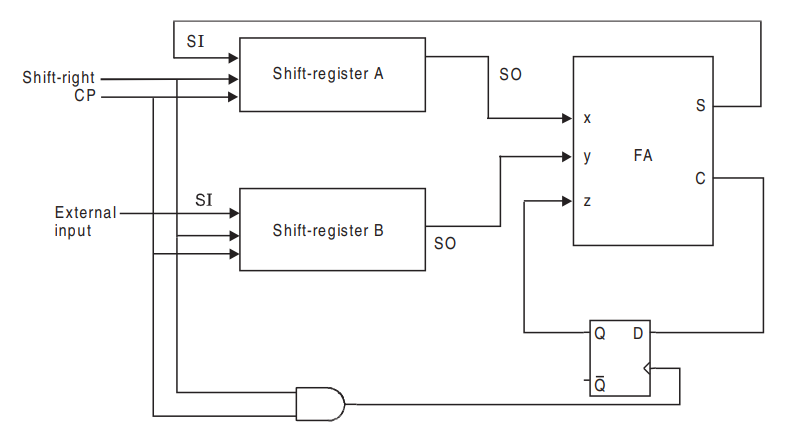 SI
Shift-register A
Shift-right
CP
SO
x
y
z
FA
S
C
External
input
SI
Shift-register B
SO
Q
D
Q̅